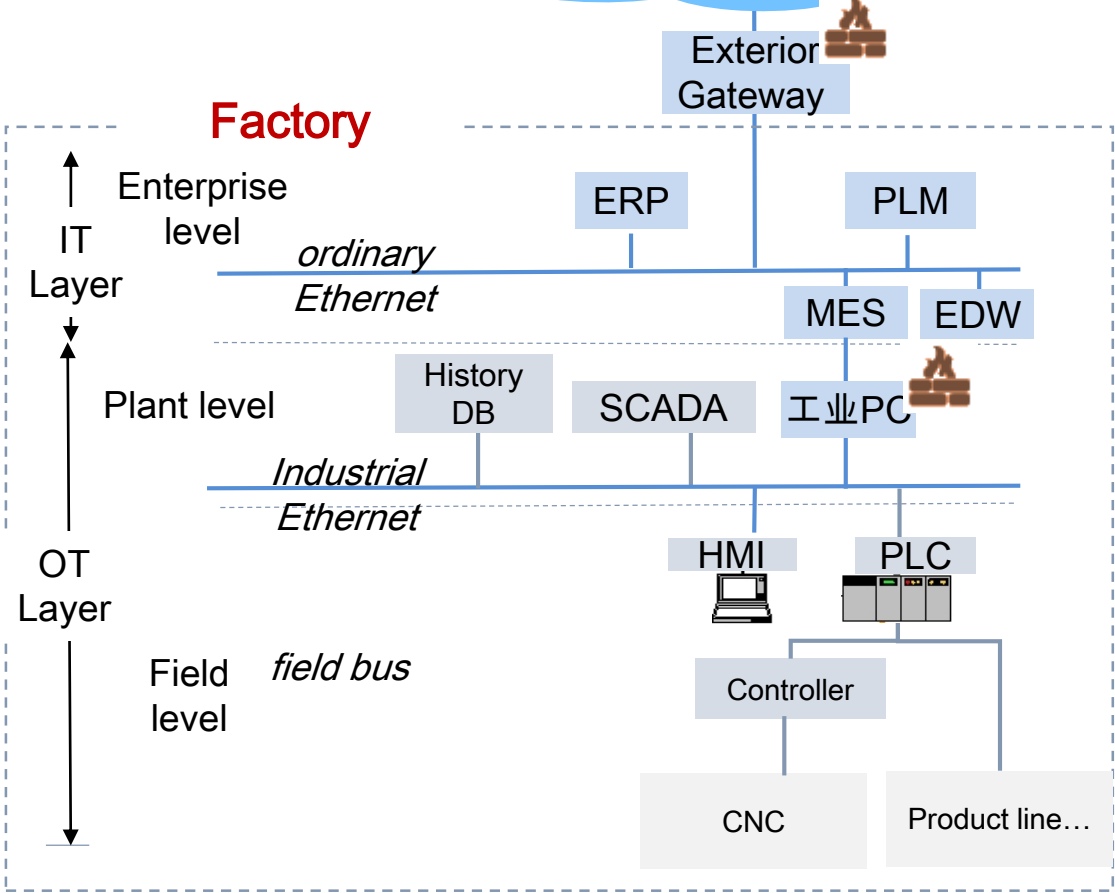 Exterior
Gateway
Factory
Enterprise
level
IT
Layer
ERP
PLM
ordinary
Ethernet
MES
EDW
Plant level
History
DB
SCADA
工业PC
Industrial
Ethernet
HMI
PLC
OT
Layer
Field
level
field bus
Controller
CNC
Product line…